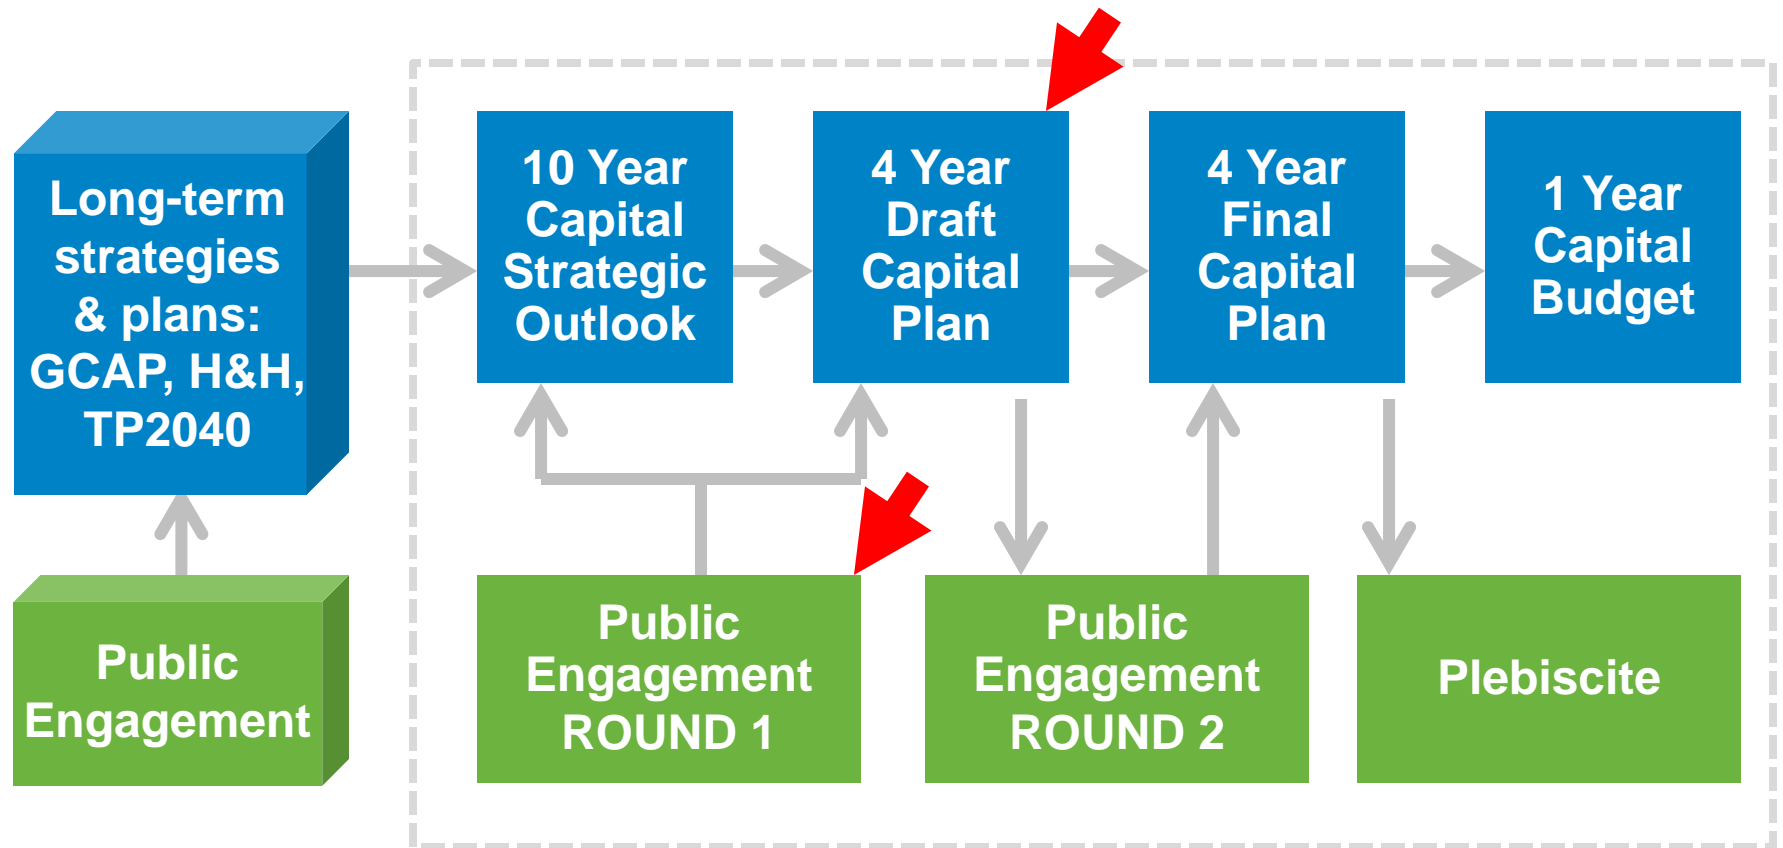 Long-term
strategies
& plans:
GCAP, H&H,
TP2040
10 Year
Capital
Strategic
Outlook
4 Year
Draft
Capital
Plan
4 Year
Final
Capital
Plan
1 Year
Capital
Budget
Public
Engagement
Public
Engagement
ROUND 1
Public
Engagement
ROUND 2
Plebiscite